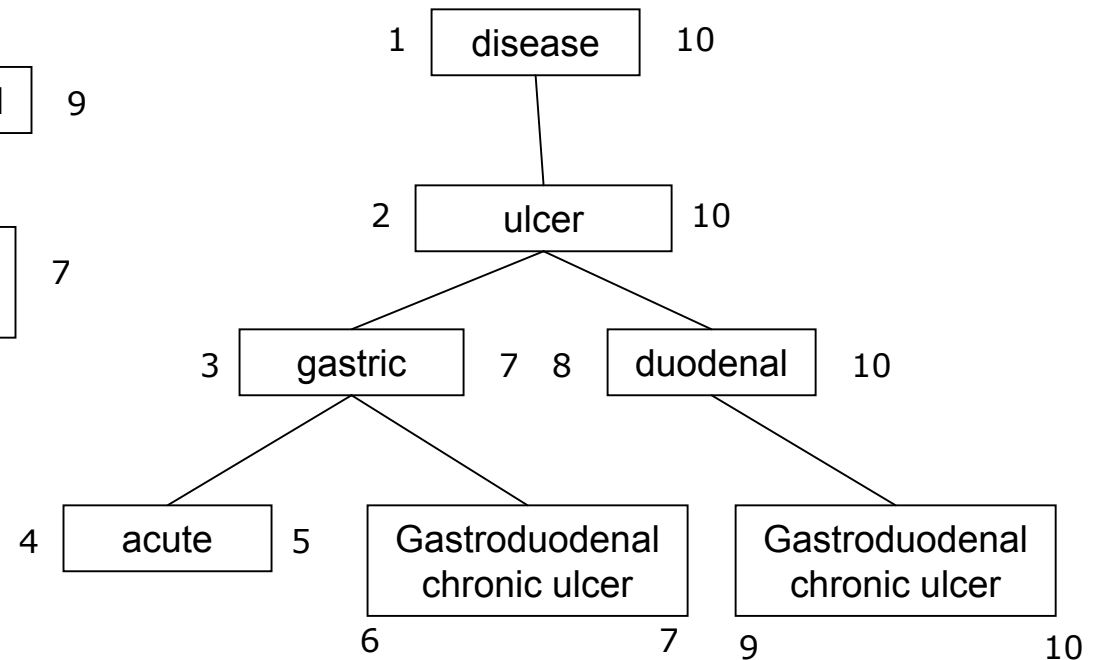 1 disease 10
9
2 ulcer 10
7
3 gastric 7 8 duodenal 10
4 acute 5
Gastroduodenal
chronic ulcer
6 7
Gastroduodenal
chronic ulcer
9 10